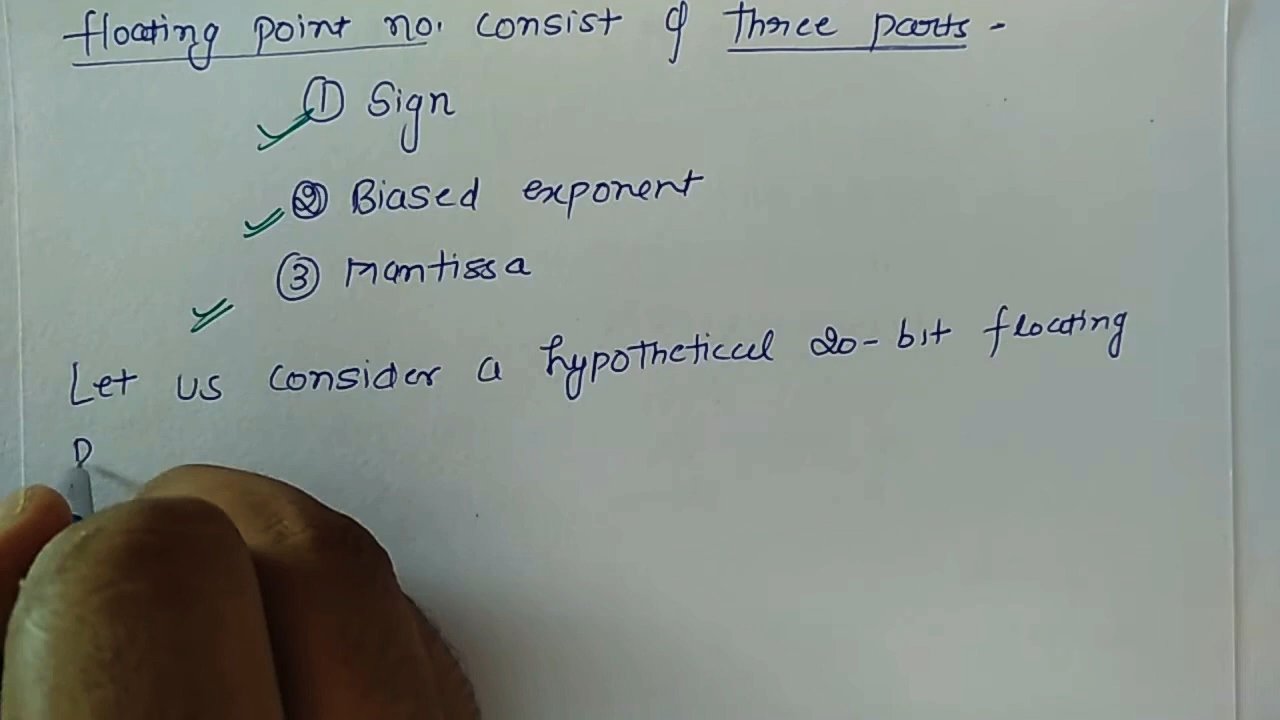 floating point no. consist of three parts -
① Sign
② Biased exponent
③ Mantissa
Let us consider a hypothetical 20-bit floating
P